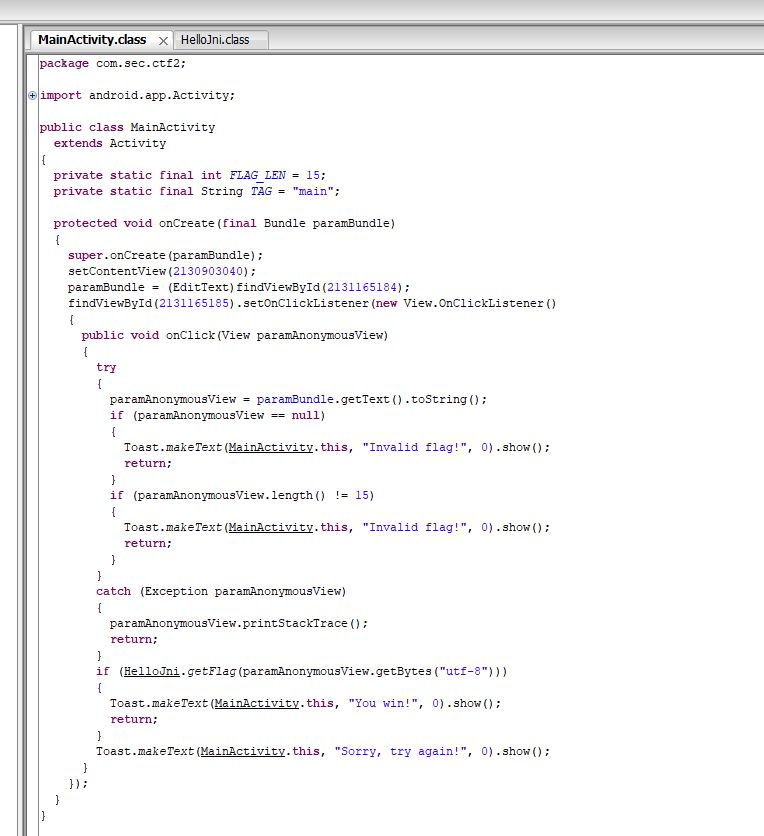 MainActivity.class HelloJni.class
package com.sec.ctf2;
import android.app.Activity;
public class MainActivity
  extends Activity
{
  private static final int FLAG_LEN = 15;
  private static final String TAG = "main";
  protected void onCreate(final Bundle paramBundle)
  {
    super.onCreate(paramBundle);
    setContentView(2130903040);
    paramBundle = (EditText)findViewById(2131165184);
    findViewById(2131165185).setOnClickListener(new View.OnClickListener()
    {
      public void onClick(View paramAnonymousView)
      {
        try
        {
          paramAnonymousView = paramBundle.getText().toString();
          if (paramAnonymousView == null)
          {
            Toast.makeText(MainActivity.this, "Invalid flag!", 0).show();
            return;
          }
          if (paramAnonymousView.length() != 15)
          {
            Toast.makeText(MainActivity.this, "Invalid flag!", 0).show();
            return;
          }
        }
        catch (Exception paramAnonymousView)
        {
          paramAnonymousView.printStackTrace();
          return;
        }
        if (HelloJni.getFlag(paramAnonymousView.getBytes("utf-8")))
        {
          Toast.makeText(MainActivity.this, "You win!", 0).show();
          return;
        }
        Toast.makeText(MainActivity.this, "Sorry, try again!", 0).show();
      }
    });
  }
}